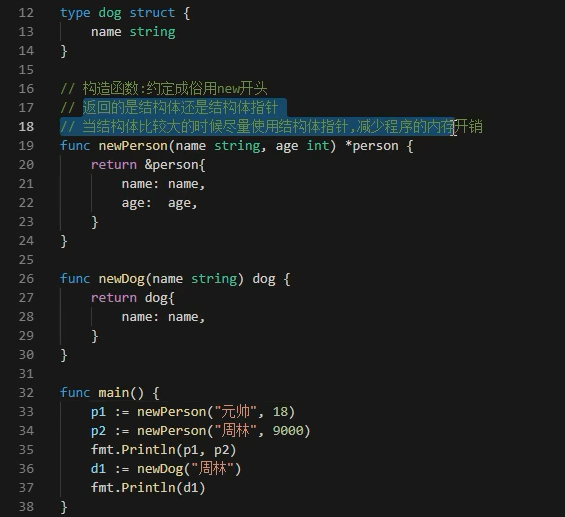 12 type dog struct {
13     name string
14 }
15
16 // 构造函数:约定成俗用new开头
17 // 返回的是结构体还是结构体指针
18 // 当结构体比较大的时候尽量使用结构体指针,减少程序的内存开销
19 func newPerson(name string, age int) *person {
20     return &person{
21         name: name,
22         age:  age,
23     }
24 }
25
26 func newDog(name string) dog {
27     return dog{
28         name: name,
29     }
30 }
31
32 func main() {
33     p1 := newPerson("元帅", 18)
34     p2 := newPerson("周林", 9000)
35     fmt.Println(p1, p2)
36     d1 := newDog("周林")
37     fmt.Println(d1)
38 }